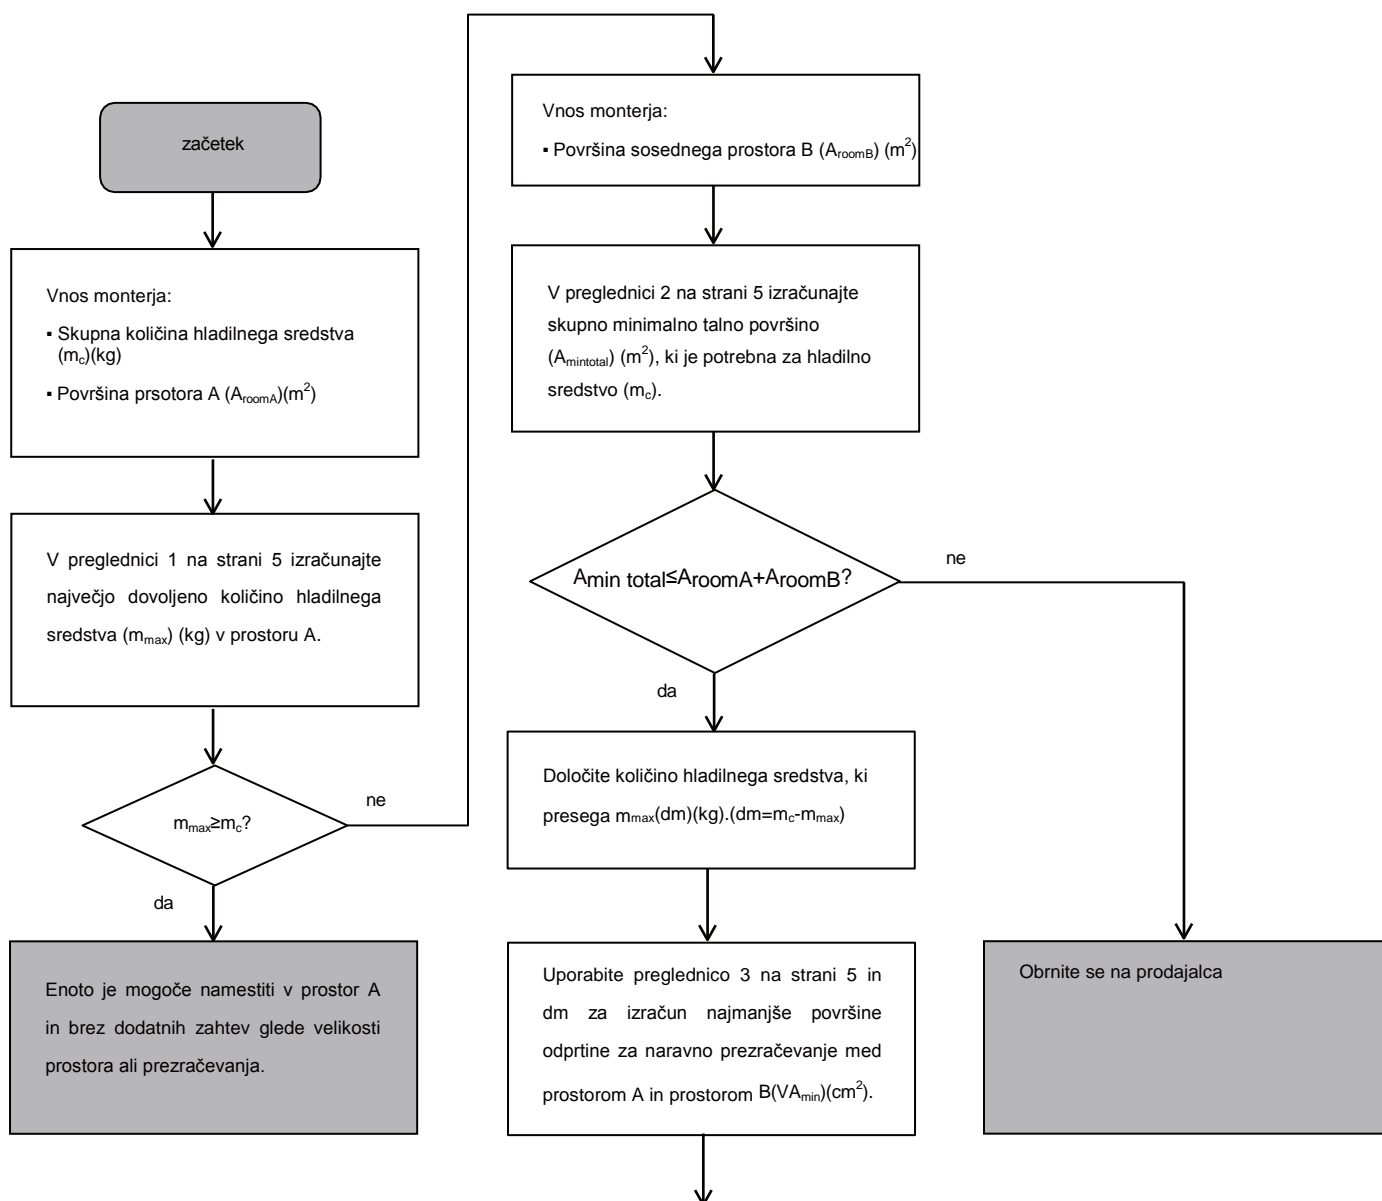 začetek
Vnos monterja:
▪ Skupna količina hladilnega sredstva
(mc)(kg)
▪ Površina prsotora A (AroomA)(m²)
V preglednici 1 na strani 5 izračunajte
največjo dovoljeno količino hladilnega
sredstva (mmax) (kg) v prostoru A.
mmax≥mc?
ne
da
Enoto je mogoče namestiti v prostor A
in brez dodatnih zahtev glede velikosti
prostora ali prezračevanja.
Vnos monterja:
▪ Površina sosednega prostora B (AroomB) (m²)
V preglednici 2 na strani 5 izračunajte
skupno minimalno talno površino
(Amintotal) (m²), ki je potrebna za hladilno
sredstvo (mc).
Amin total≤AroomA+AroomB?
ne
da
Določite količino hladilnega sredstva, ki
presega mmax(dm)(kg).(dm=mc-mmax)
Uporabite preglednico 3 na strani 5 in
dm za izračun najmanjše površine
odprtine za naravno prezračevanje med
prostorom A in prostorom B(VAmin)(cm²).
Obrnite se na prodajalca